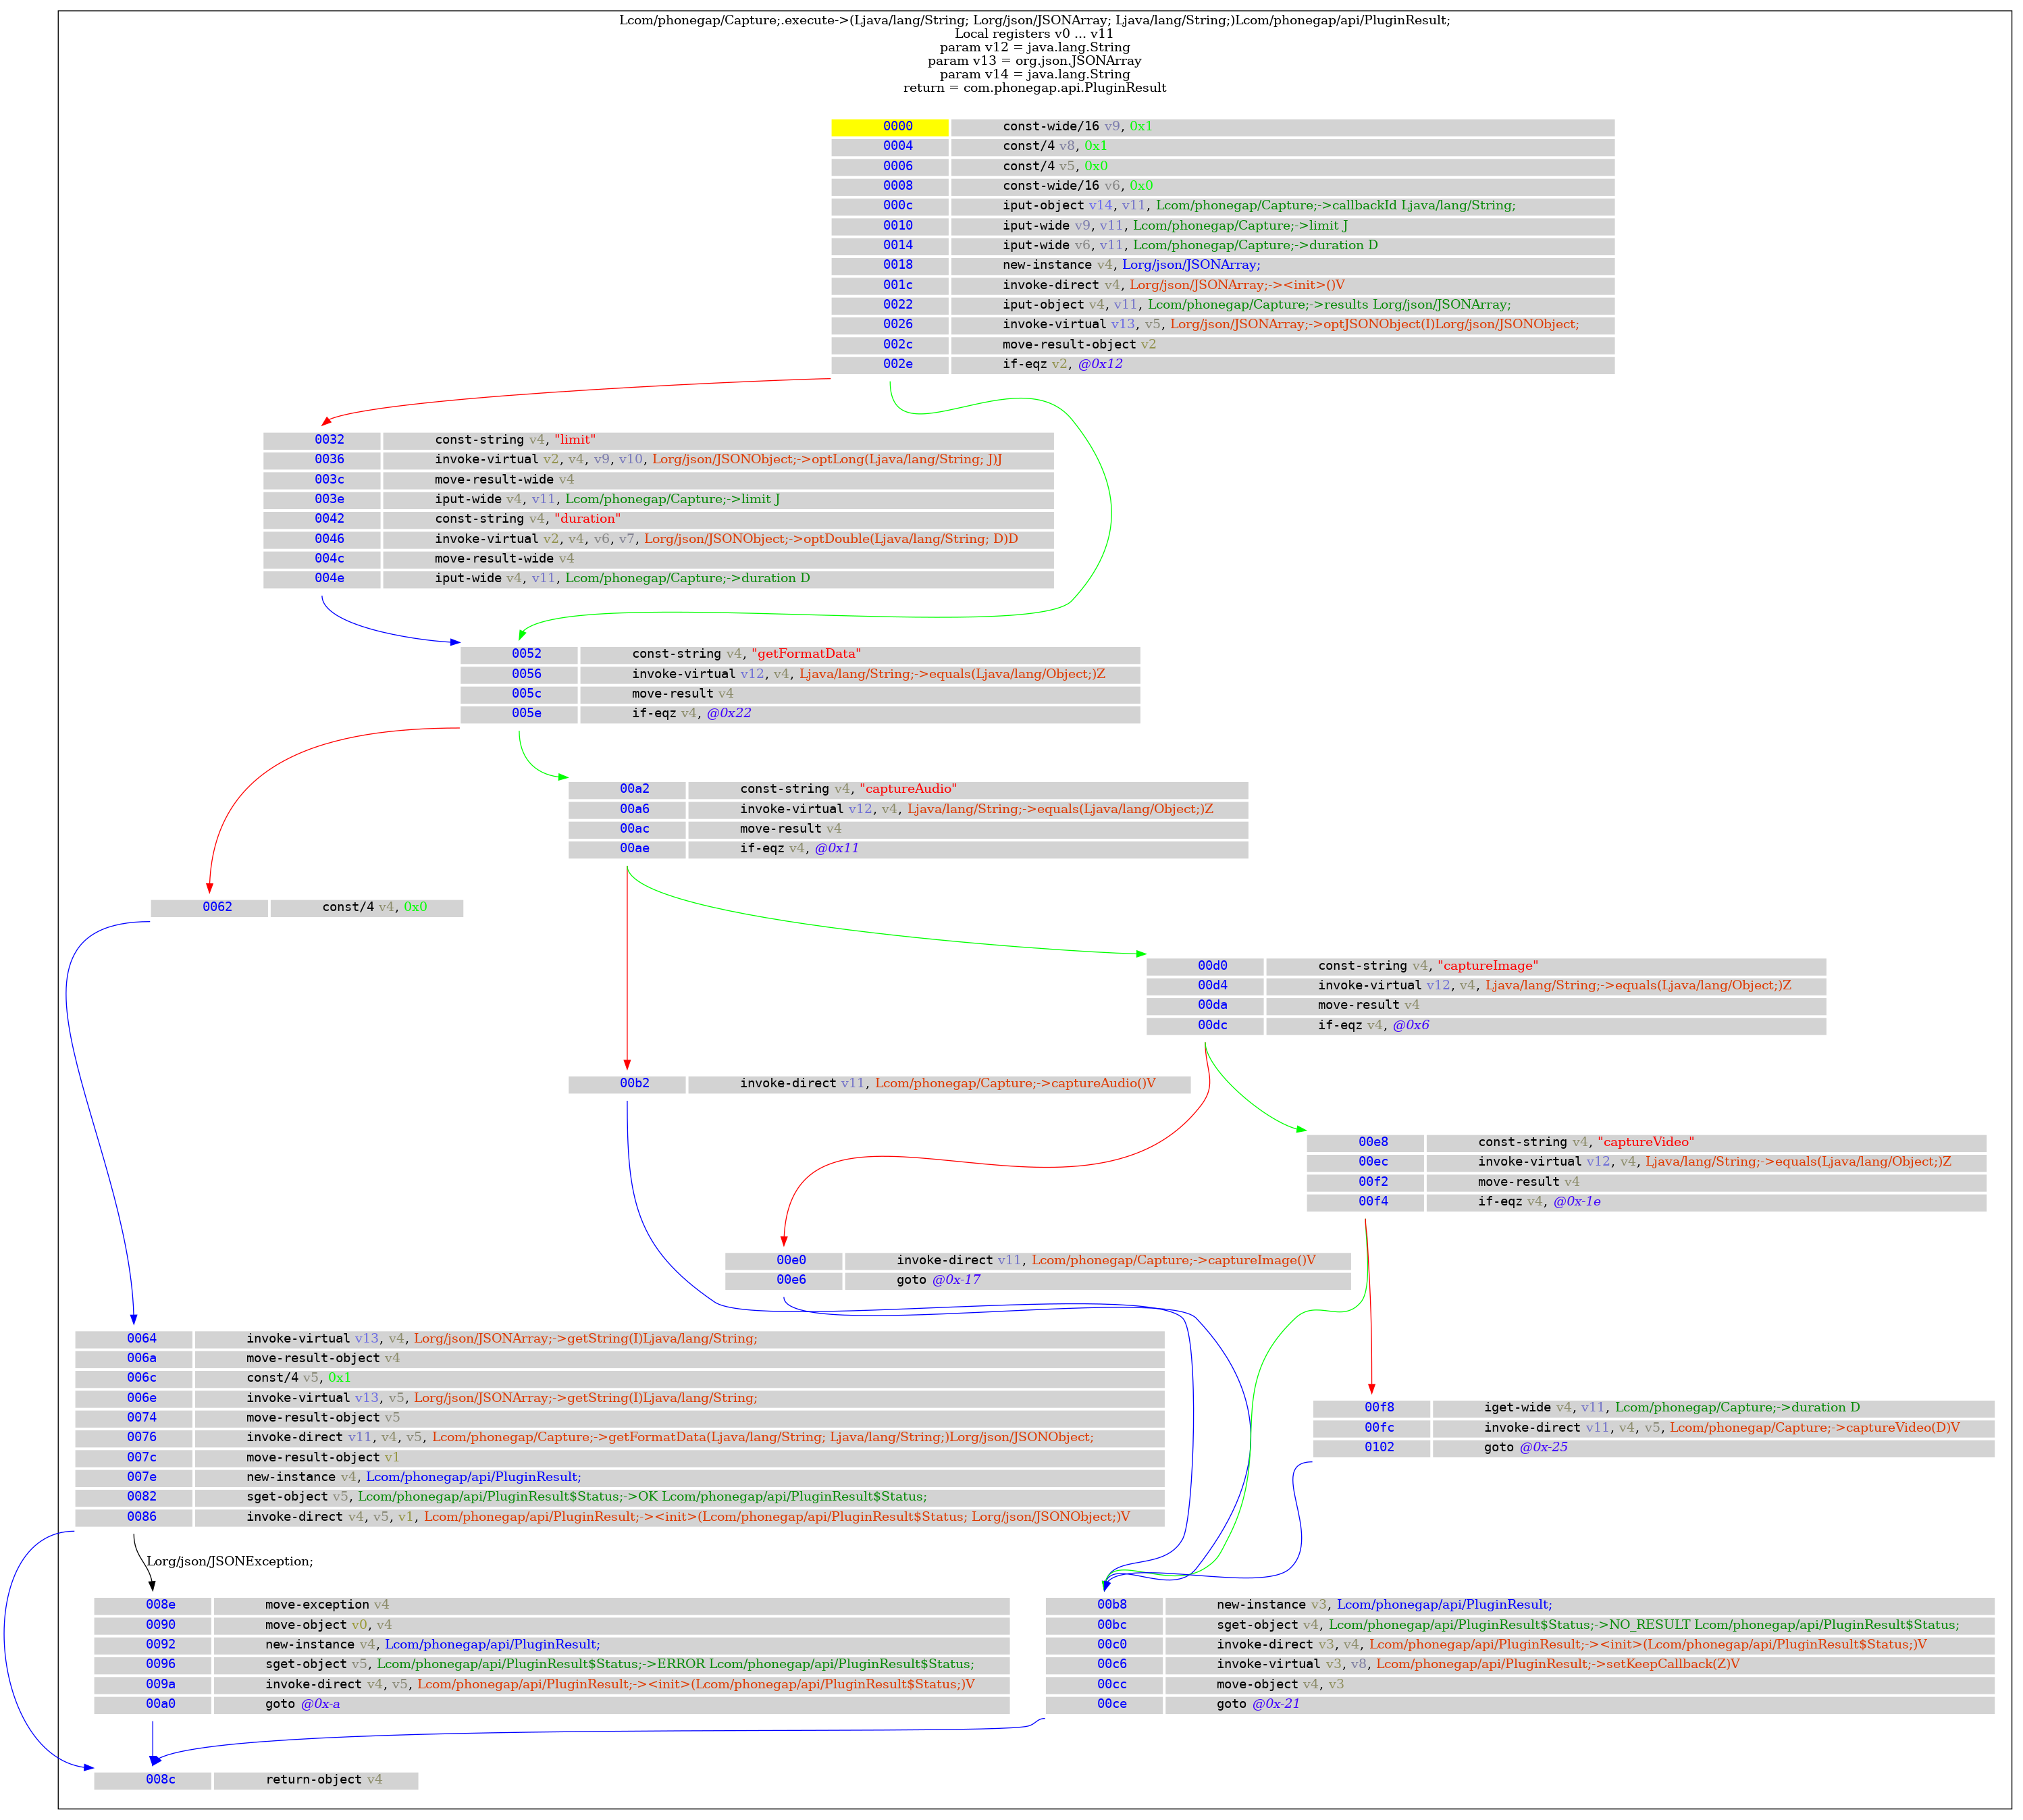 Lcom/phonegap/Capture;.execute->(Ljava/lang/String; Lorg/json/JSONArray; Ljava/lang/String;)Lcom/phonegap/api/PluginResult;
Local registers v0 ... v11
param v12 = java.lang.String
param v13 = org.json.JSONArray
param v14 = java.lang.String
return = com.phonegap.api.PluginResult
0000 const-wide/16 v9, 0x1
0004 const/4 v8, 0x1
0006 const/4 v5, 0x0
0008 const-wide/16 v6, 0x0
000c iput-object v14, v11, Lcom/phonegap/Capture;->callbackId Ljava/lang/String;
0010 iput-wide v9, v11, Lcom/phonegap/Capture;->limit J
0014 iput-wide v6, v11, Lcom/phonegap/Capture;->duration D
0018 new-instance v4, Lorg/json/JSONArray;
001c invoke-direct v4, Lorg/json/JSONArray;-><init>()V
0022 iput-object v4, v11, Lcom/phonegap/Capture;->results Lorg/json/JSONArray;
0026 invoke-virtual v13, v5, Lorg/json/JSONArray;->optJSONObject(I)Lorg/json/JSONObject;
002c move-result-object v2
002e if-eqz v2, @0x12
0032 const-string v4, "limit"
0036 invoke-virtual v2, v4, v9, v10, Lorg/json/JSONObject;->optLong(Ljava/lang/String; J)J
003c move-result-wide v4
003e iput-wide v4, v11, Lcom/phonegap/Capture;->limit J
0042 const-string v4, "duration"
0046 invoke-virtual v2, v4, v6, v7, Lorg/json/JSONObject;->optDouble(Ljava/lang/String; D)D
004c move-result-wide v4
004e iput-wide v4, v11, Lcom/phonegap/Capture;->duration D
0052 const-string v4, "getFormatData"
0056 invoke-virtual v12, v4, Ljava/lang/String;->equals(Ljava/lang/Object;)Z
005c move-result v4
005e if-eqz v4, @0x22
00a2 const-string v4, "captureAudio"
00a6 invoke-virtual v12, v4, Ljava/lang/String;->equals(Ljava/lang/Object;)Z
00ac move-result v4
00ae if-eqz v4, @0x11
0062 const/4 v4, 0x0
00d0 const-string v4, "captureImage"
00d4 invoke-virtual v12, v4, Ljava/lang/String;->equals(Ljava/lang/Object;)Z
00da move-result v4
00dc if-eqz v4, @0x6
00b2 invoke-direct v11, Lcom/phonegap/Capture;->captureAudio()V
00e8 const-string v4, "captureVideo"
00ec invoke-virtual v12, v4, Ljava/lang/String;->equals(Ljava/lang/Object;)Z
00f2 move-result v4
00f4 if-eqz v4, @0x-1e
00e0 invoke-direct v11, Lcom/phonegap/Capture;->captureImage()V
00e6 goto @0x-17
0064 invoke-virtual v13, v4, Lorg/json/JSONArray;->getString(I)Ljava/lang/String;
006a move-result-object v4
006c const/4 v5, 0x1
006e invoke-virtual v13, v5, Lorg/json/JSONArray;->getString(I)Ljava/lang/String;
0074 move-result-object v5
0076 invoke-direct v11, v4, v5, Lcom/phonegap/Capture;->getFormatData(Ljava/lang/String; Ljava/lang/String;)Lorg/json/JSONObject;
007c move-result-object v1
007e new-instance v4, Lcom/phonegap/api/PluginResult;
0082 sget-object v5, Lcom/phonegap/api/PluginResult$Status;->OK Lcom/phonegap/api/PluginResult$Status;
0086 invoke-direct v4, v5, v1, Lcom/phonegap/api/PluginResult;-><init>(Lcom/phonegap/api/PluginResult$Status; Lorg/json/JSONObject;)V
00f8 iget-wide v4, v11, Lcom/phonegap/Capture;->duration D
00fc invoke-direct v11, v4, v5, Lcom/phonegap/Capture;->captureVideo(D)V
0102 goto @0x-25
Lorg/json/JSONException;
008e move-exception v4
0090 move-object v0, v4
0092 new-instance v4, Lcom/phonegap/api/PluginResult;
0096 sget-object v5, Lcom/phonegap/api/PluginResult$Status;->ERROR Lcom/phonegap/api/PluginResult$Status;
009a invoke-direct v4, v5, Lcom/phonegap/api/PluginResult;-><init>(Lcom/phonegap/api/PluginResult$Status;)V
00a0 goto @0x-a
00b8 new-instance v3, Lcom/phonegap/api/PluginResult;
00bc sget-object v4, Lcom/phonegap/api/PluginResult$Status;->NO_RESULT Lcom/phonegap/api/PluginResult$Status;
00c0 invoke-direct v3, v4, Lcom/phonegap/api/PluginResult;-><init>(Lcom/phonegap/api/PluginResult$Status;)V
00c6 invoke-virtual v3, v8, Lcom/phonegap/api/PluginResult;->setKeepCallback(Z)V
00cc move-object v4, v3
00ce goto @0x-21
008c return-object v4